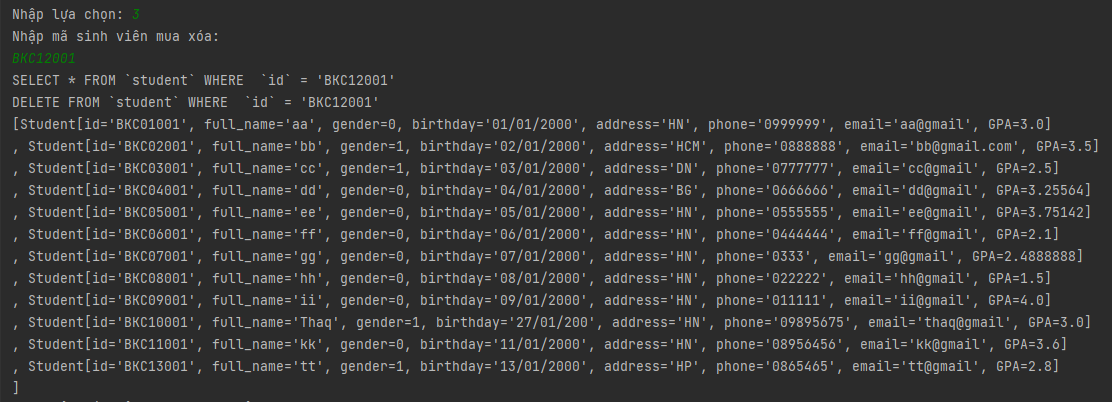 Nhập lựa chọn: 3
Nhập mã sinh viên mua xóa:
BKC12001
SELECT * FROM `student` WHERE  `id` = 'BKC12001'
DELETE FROM `student` WHERE  `id` = 'BKC12001'
[Student[id='BKC01001', full_name='aa', gender=0, birthday='01/01/2000', address='HN', phone='0999999', email='aa@gmail', GPA=3.0]
, Student[id='BKC02001', full_name='bb', gender=1, birthday='02/01/2000', address='HCM', phone='0888888', email='bb@gmail.com', GPA=3.5]
, Student[id='BKC03001', full_name='cc', gender=1, birthday='03/01/2000', address='DN', phone='0777777', email='cc@gmail', GPA=2.5]
, Student[id='BKC04001', full_name='dd', gender=0, birthday='04/01/2000', address='BG', phone='0666666', email='dd@gmail', GPA=3.25564]
, Student[id='BKC05001', full_name='ee', gender=0, birthday='05/01/2000', address='HN', phone='0555555', email='ee@gmail', GPA=3.75142]
, Student[id='BKC06001', full_name='ff', gender=0, birthday='06/01/2000', address='HN', phone='0444444', email='ff@gmail', GPA=2.1]
, Student[id='BKC07001', full_name='gg', gender=0, birthday='07/01/2000', address='HN', phone='0333', email='gg@gmail', GPA=2.4888888]
, Student[id='BKC08001', full_name='hh', gender=0, birthday='08/01/2000', address='HN', phone='022222', email='hh@gmail', GPA=1.5]
, Student[id='BKC09001', full_name='ii', gender=0, birthday='09/01/2000', address='HN', phone='011111', email='ii@gmail', GPA=4.0]
, Student[id='BKC10001', full_name='Thaq', gender=1, birthday='27/01/200', address='HN', phone='09895675', email='thaq@gmail', GPA=3.0]
, Student[id='BKC11001', full_name='kk', gender=0, birthday='11/01/2000', address='HN', phone='08956456', email='kk@gmail', GPA=3.6]
, Student[id='BKC13001', full_name='tt', gender=1, birthday='13/01/2000', address='HP', phone='0865465', email='tt@gmail', GPA=2.8]
]